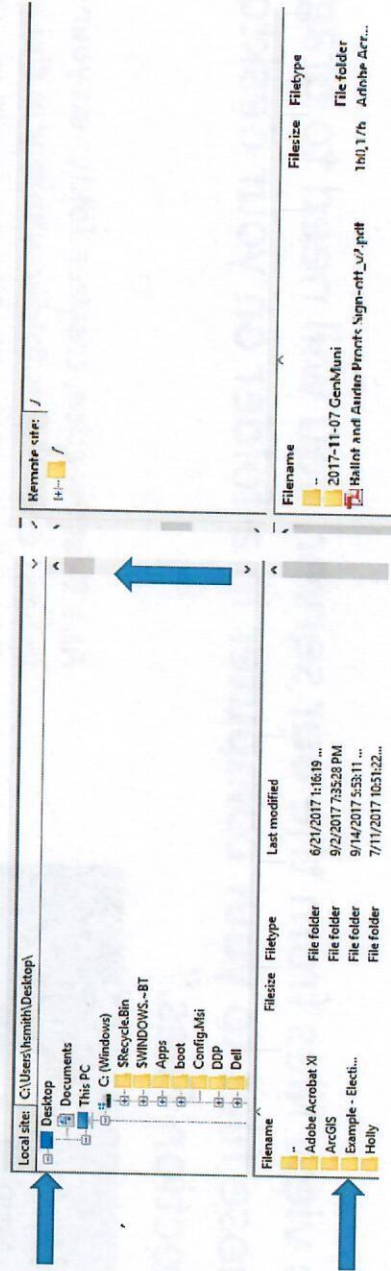 Local site: C:\Users\hsmith\Desktop\
Desktop
Documents
This PC
C: (Windows)
$Recycle.Bin
$WINDOWS.~BT
Apps
boot
Config.Msi
DDP
Dell
Filename Filesize Filetype Last modified
..
Adobe Acrobat XI File folder 6/21/2017 1:16:19 ...
ArcGIS File folder 9/2/2017 7:35:28 PM
Example - Electi... File folder 9/14/2017 5:53:11 ...
Holly File folder 7/11/2017 10:51:22...
Remote site: /
/
Filename Filesize Filetype
..
2017-11-07 GenMuni File folder
Ballot and Audio Proofs Sign-off_v2.pdf 160,176 Adobe Acr...